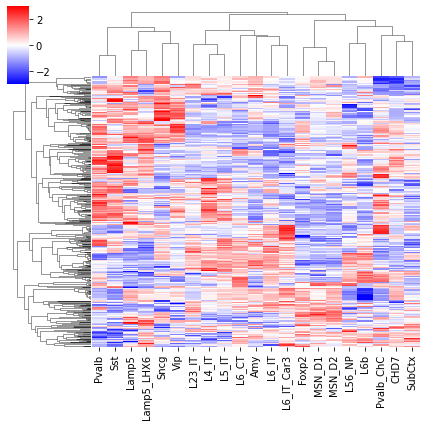 2
0
−2
Pvalb
Sst
Lamp5
Lamp5_LHX6
Sncg
Vip
L23_IT
L4_IT
L5_IT
L6_CT
Amy
L6_IT
L6_IT_Car3
Foxp2
MSN_D1
MSN_D2
L56_NP
L6b
Pvalb_ChC
CHD7
SubCtx